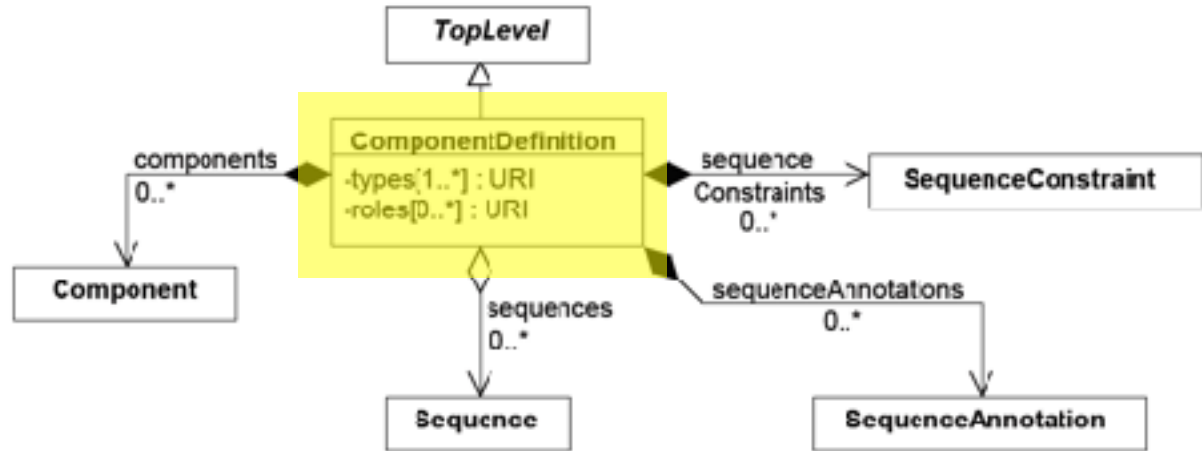 TopLevel
ComponentDefinition
-types[1..*] : URI
-roles[0..*] : URI
components
0..*
sequence
Constraints
0..*
SequenceConstraint
Component
sequences
0..*
sequenceAnnotations
0..*
Sequence
SequenceAnnotation